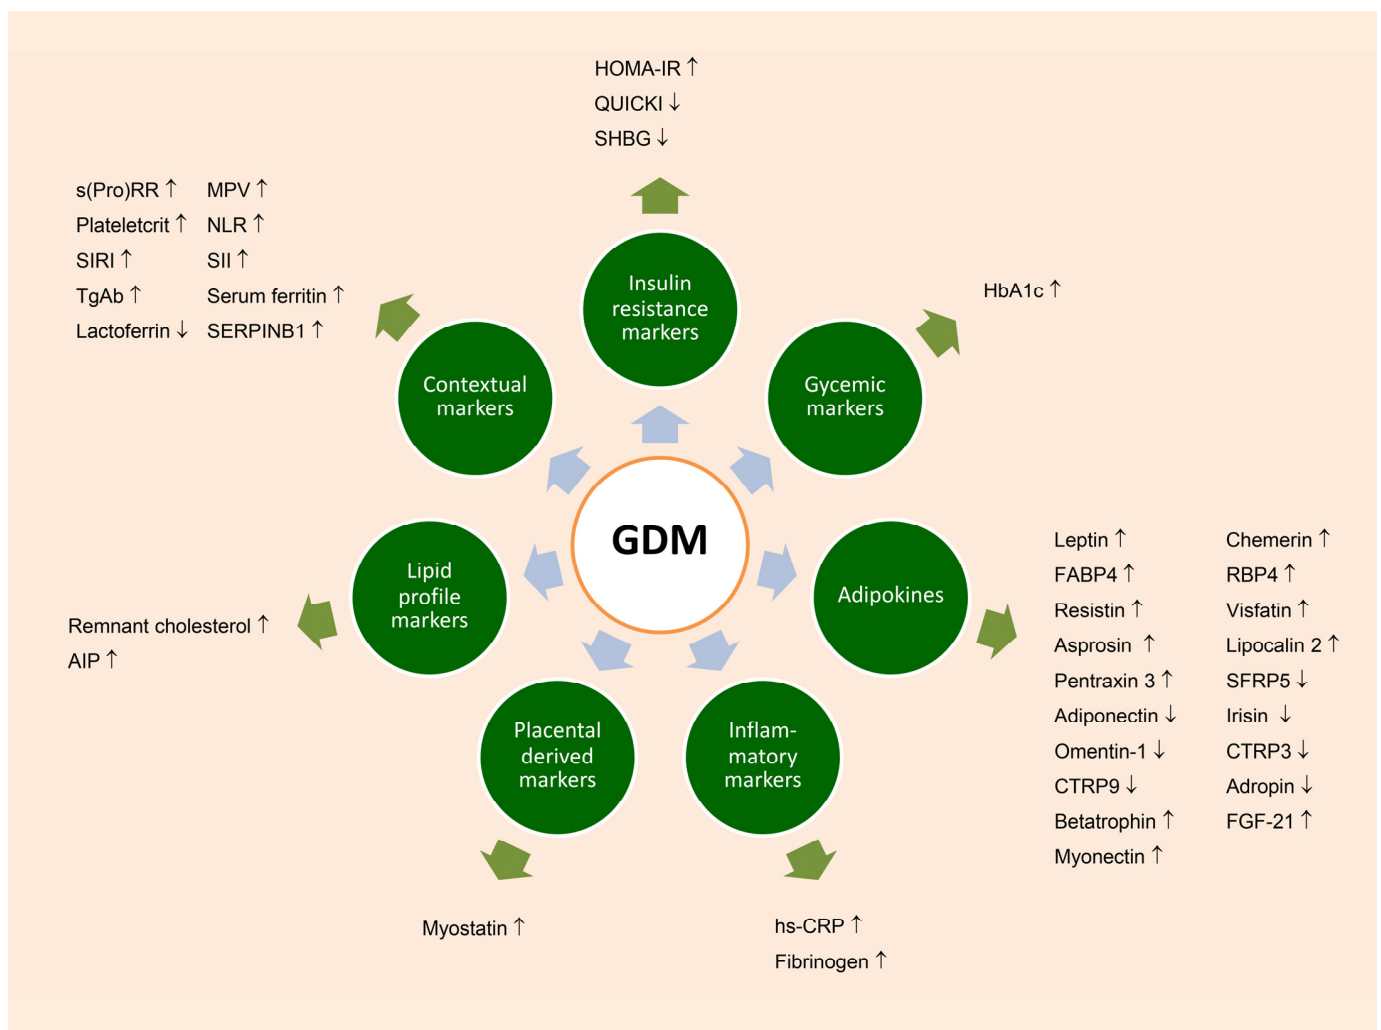 HOMA-IR ↑
QUICKI ↓
SHBG ↓
s(Pro)RR ↑ MPV ↑
Plateletcrit ↑ NLR ↑
SIRI ↑ SII ↑
TgAb ↑ Serum ferritin ↑
Lactoferrin ↓ SERPINB1 ↑
Insulin
resistance
markers
HbA1c ↑
Contextual
markers
Gycemic
markers
GDM
Lipid
profile
markers
Adipokines
Remnant cholesterol ↑
AIP ↑
Leptin ↑ Chemerin ↑
FABP4 ↑ RBP4 ↑
Resistin ↑ Visfatin ↑
Asprosin ↑ Lipocalin 2 ↑
Pentraxin 3 ↑ SFRP5 ↓
Adiponectin ↓ Irisin ↓
Omentin-1 ↓ CTRP3 ↓
CTRP9 ↓ Adropin ↓
Betatrophin ↑ FGF-21 ↑
Myonectin ↑
Placental
derived
markers
Inflam-
matory
markers
Myostatin ↑
hs-CRP ↑
Fibrinogen ↑